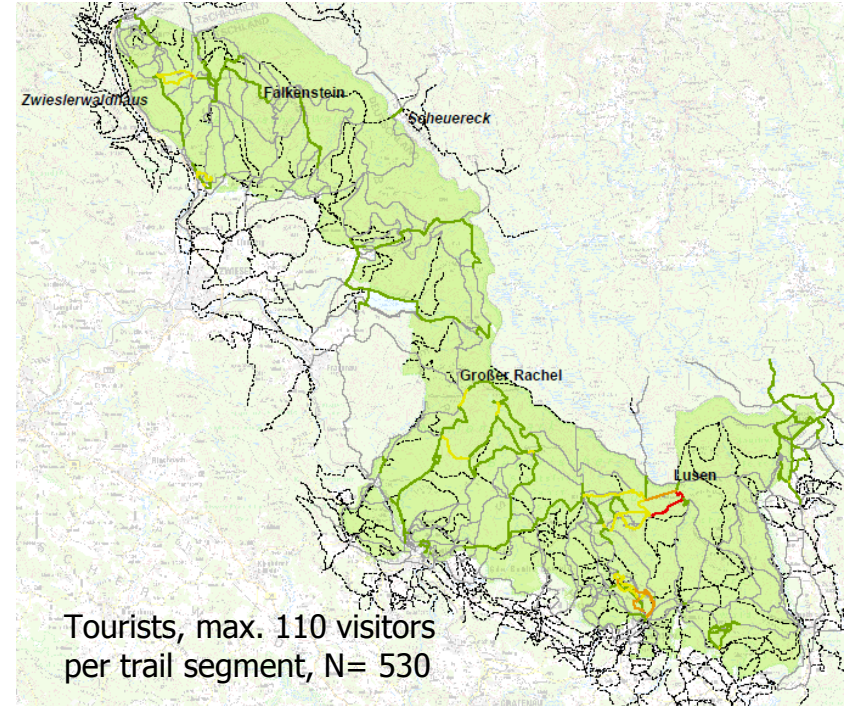 Falkenstein
Zwieslerwaldhaus
Scheuereck
Großer Rachel
Lusen
Tourists, max. 110 visitors
per trail segment, N= 530